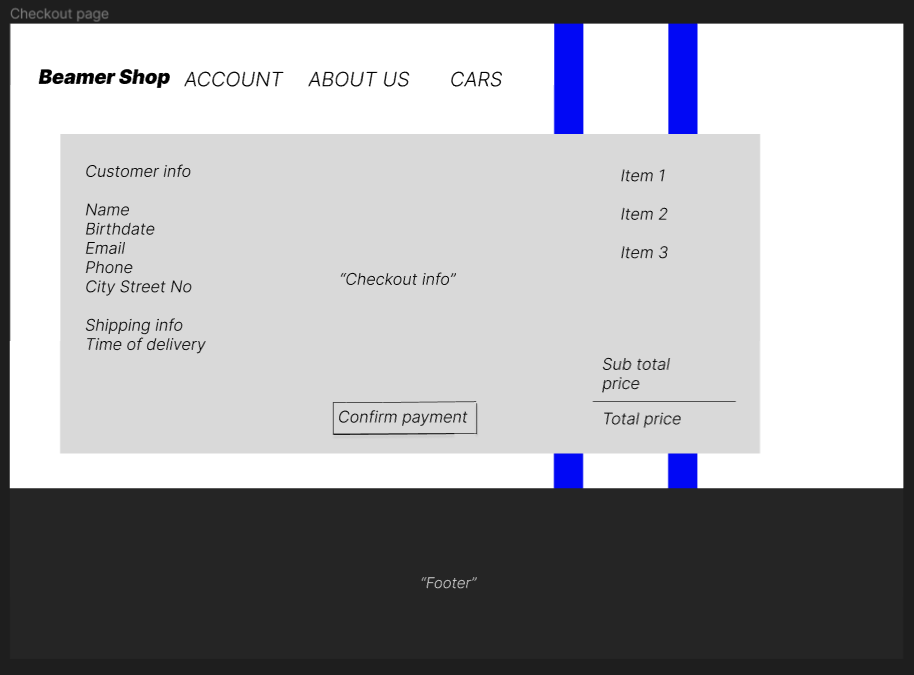 Checkout page
Beamer Shop ACCOUNT ABOUT US CARS
Customer info
Name
Birthdate
Email
Phone
City Street No
Shipping info
Time of delivery
“Checkout info”
Confirm payment
Item 1
Item 2
Item 3
Sub total
price
Total price
“Footer”